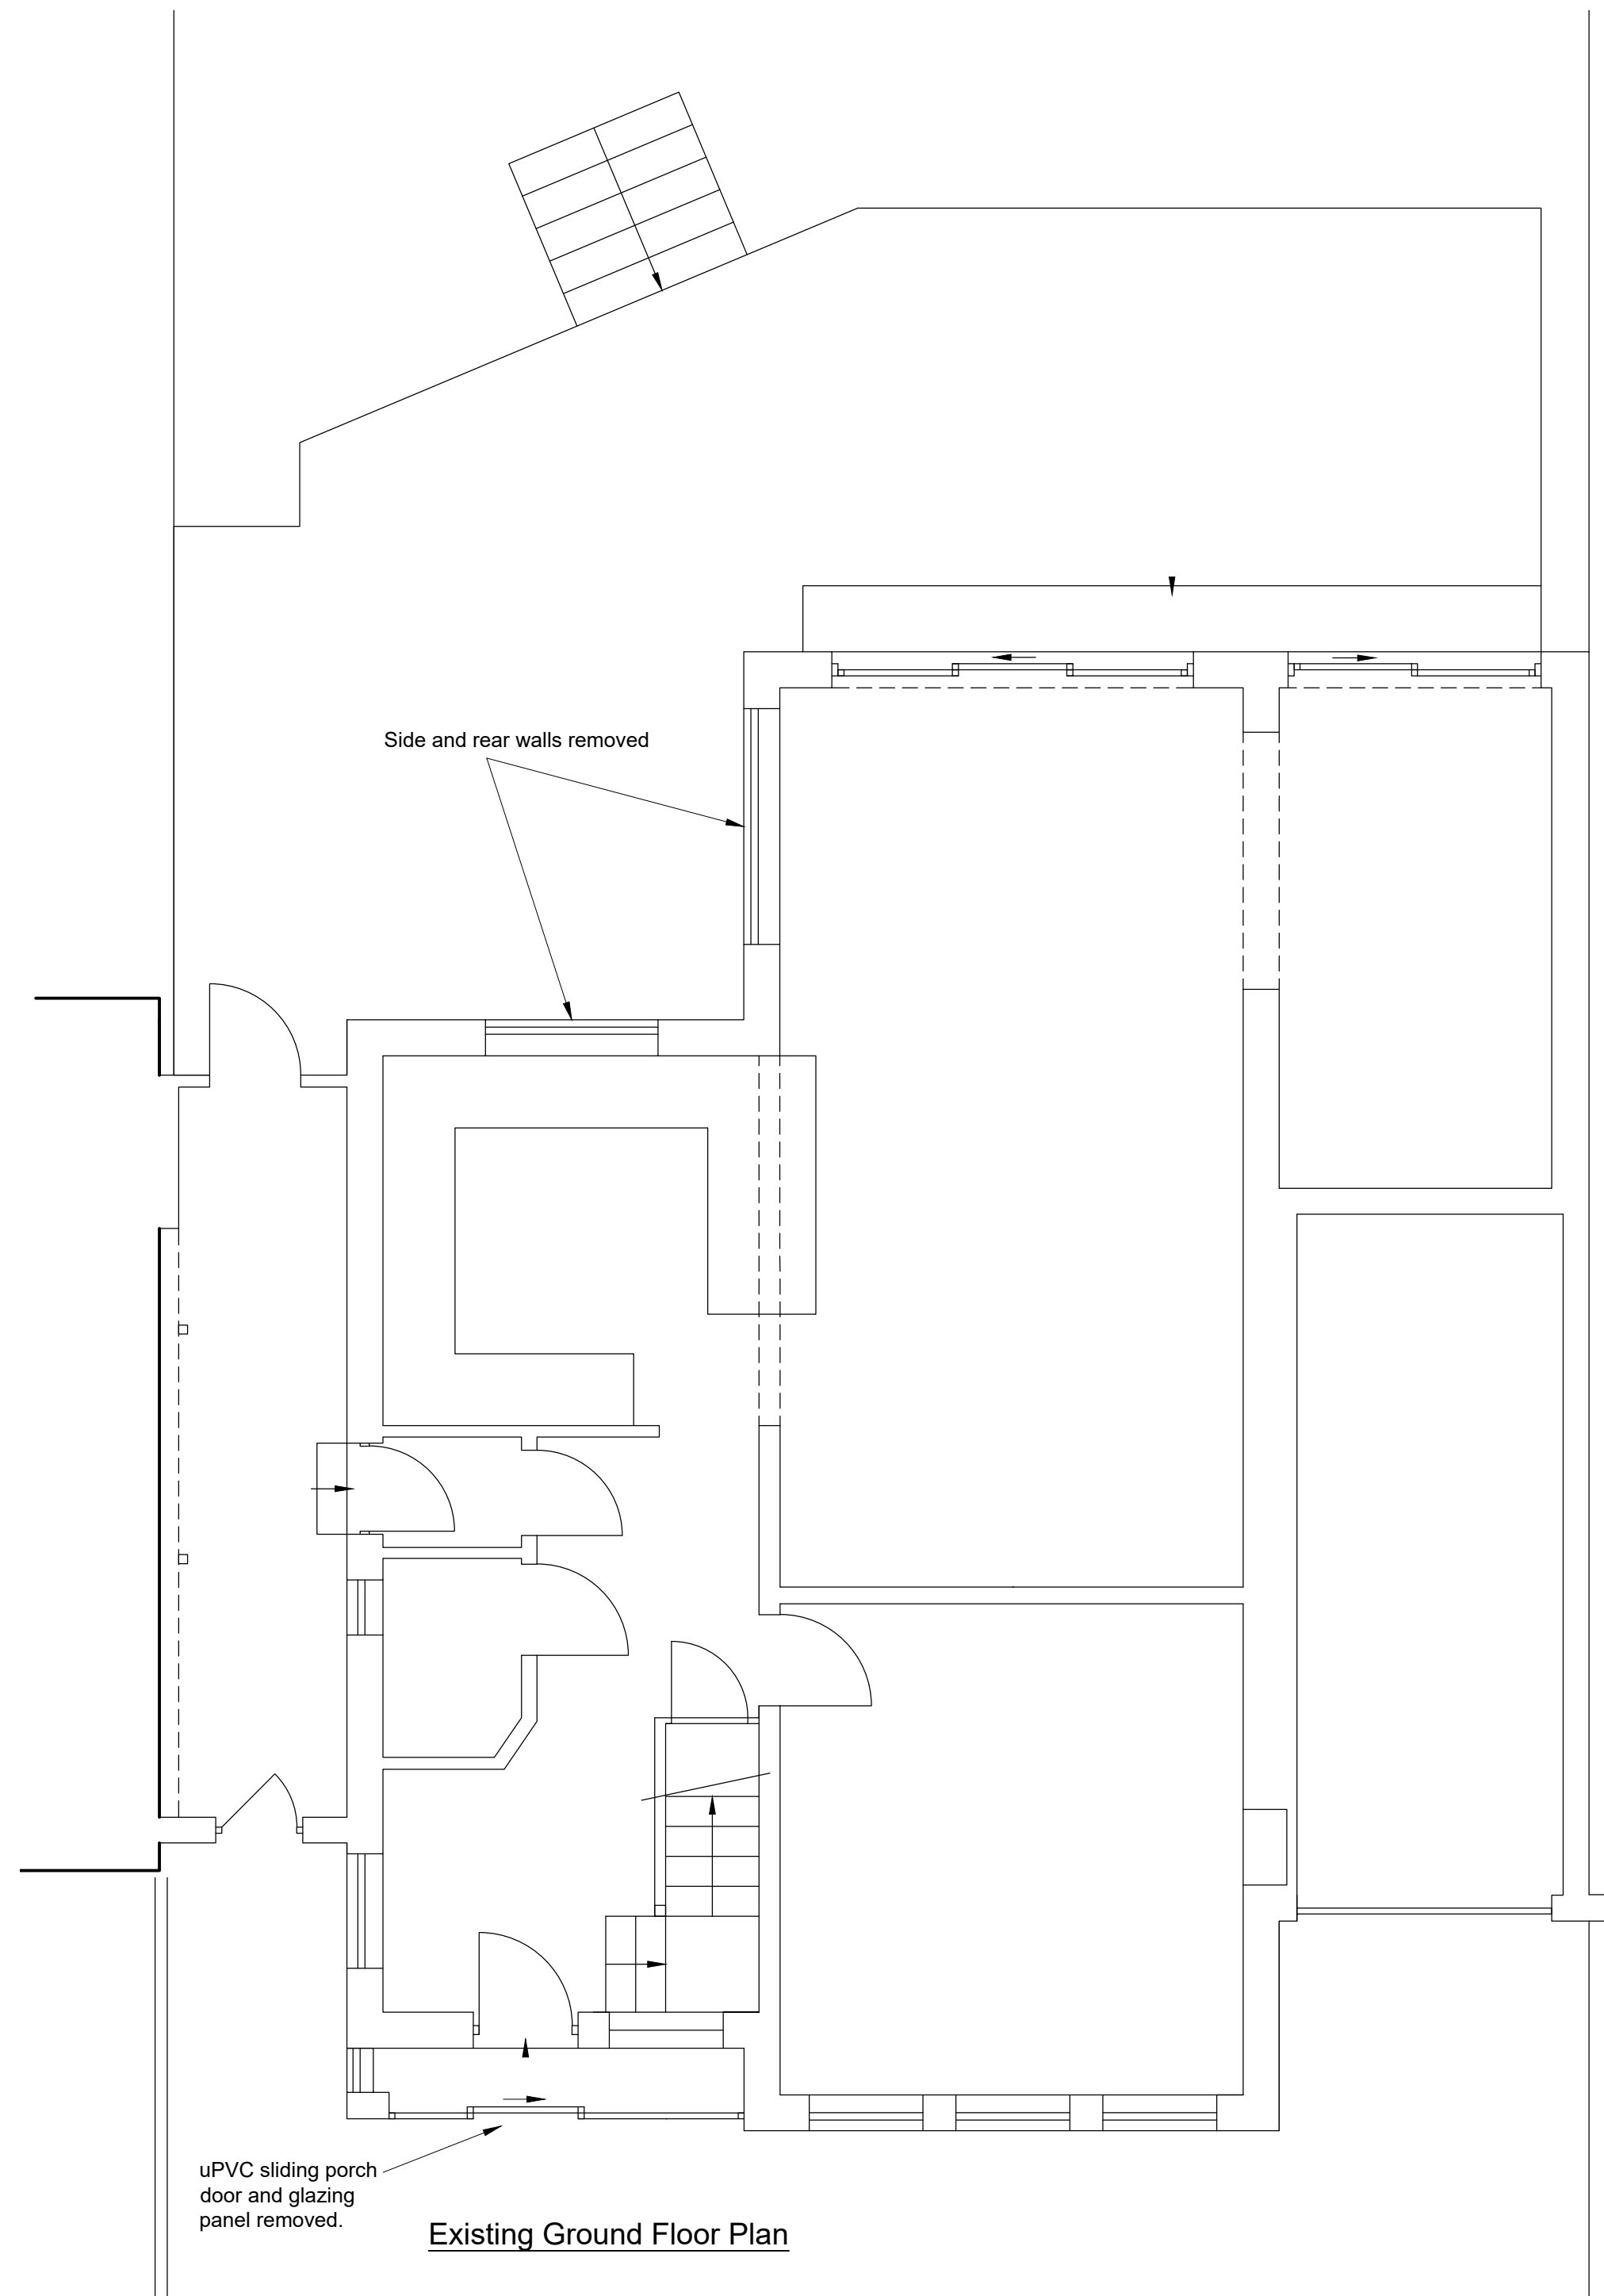 Side and rear walls removed
uPVC sliding porch
door and glazing
panel removed.
Existing Ground Floor Plan